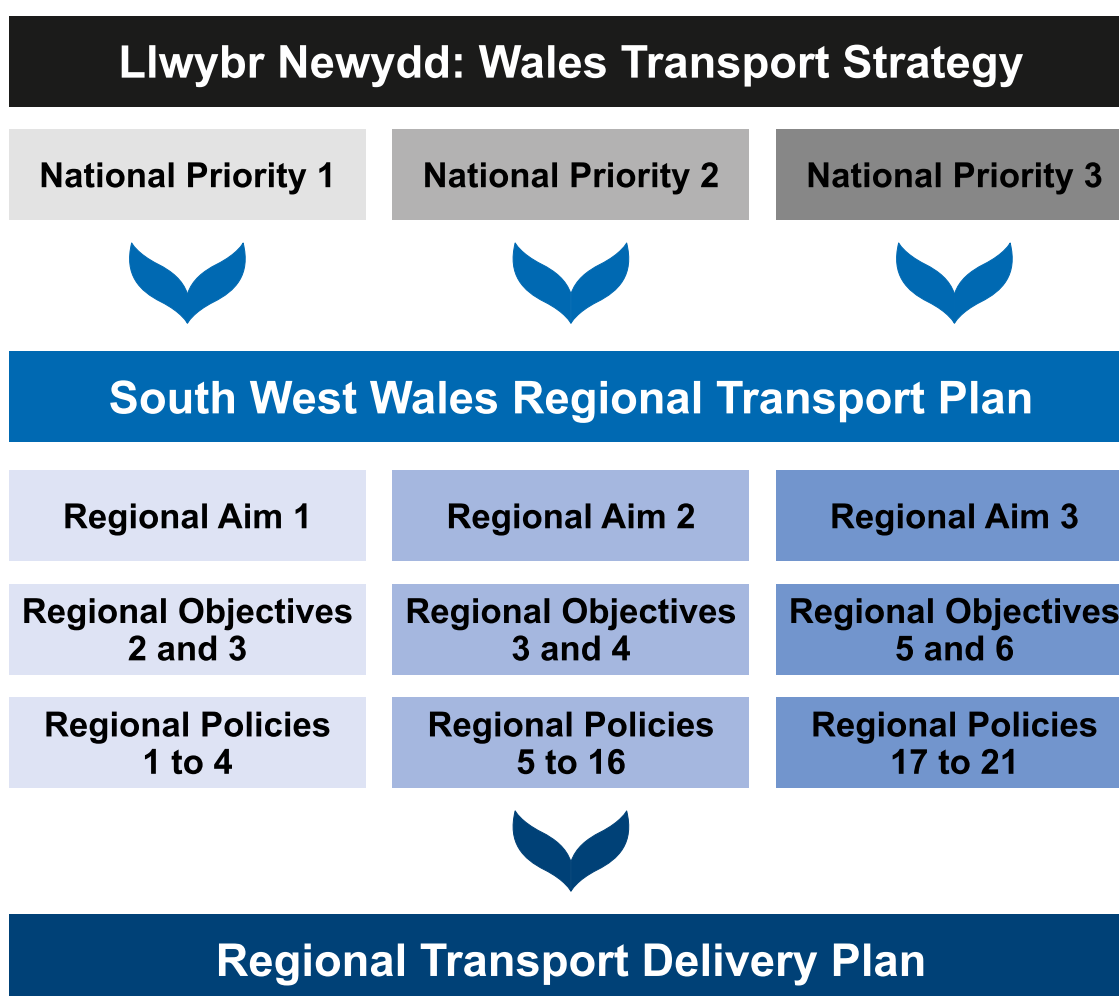 Llwybr Newydd: Wales Transport Strategy
National Priority 1
National Priority 2
National Priority 3
South West Wales Regional Transport Plan
Regional Aim 1
Regional Aim 2
Regional Aim 3
Regional Objectives
2 and 3
Regional Objectives
3 and 4
Regional Objectives
5 and 6
Regional Policies
1 to 4
Regional Policies
5 to 16
Regional Policies
17 to 21
Regional Transport Delivery Plan